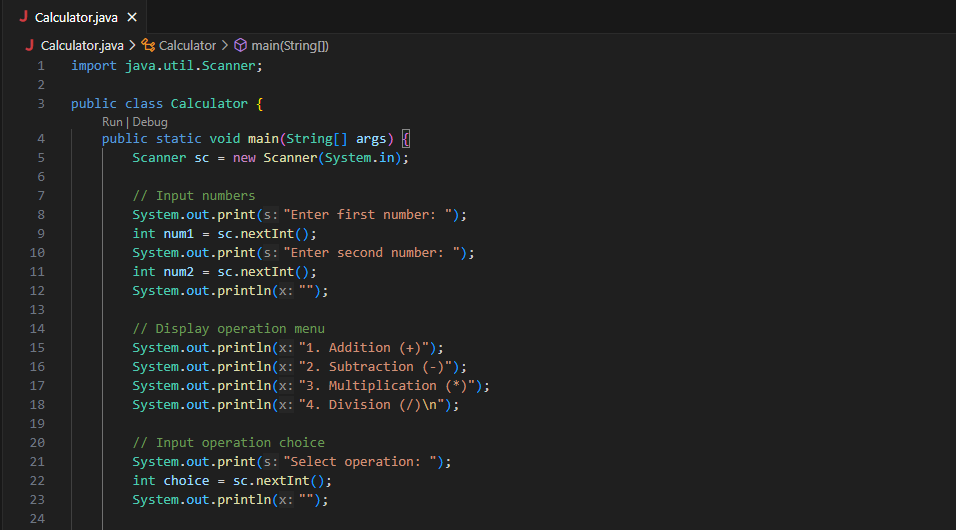 J Calculator.java ×
J Calculator.java > Calculator > main(String[])
1 import java.util.Scanner;
2
3 public class Calculator {
Run | Debug
4 public static void main(String[] args) {
5 Scanner sc = new Scanner(System.in);
6
7 // Input numbers
8 System.out.print(s: "Enter first number: ");
9 int num1 = sc.nextInt();
10 System.out.print(s: "Enter second number: ");
11 int num2 = sc.nextInt();
12 System.out.println(x: "");
13
14 // Display operation menu
15 System.out.println(x: "1. Addition (+)");
16 System.out.println(x: "2. Subtraction (-)");
17 System.out.println(x: "3. Multiplication (*)");
18 System.out.println(x: "4. Division (/)\n");
19
20 // Input operation choice
21 System.out.print(s: "Select operation: ");
22 int choice = sc.nextInt();
23 System.out.println(x: "");
24